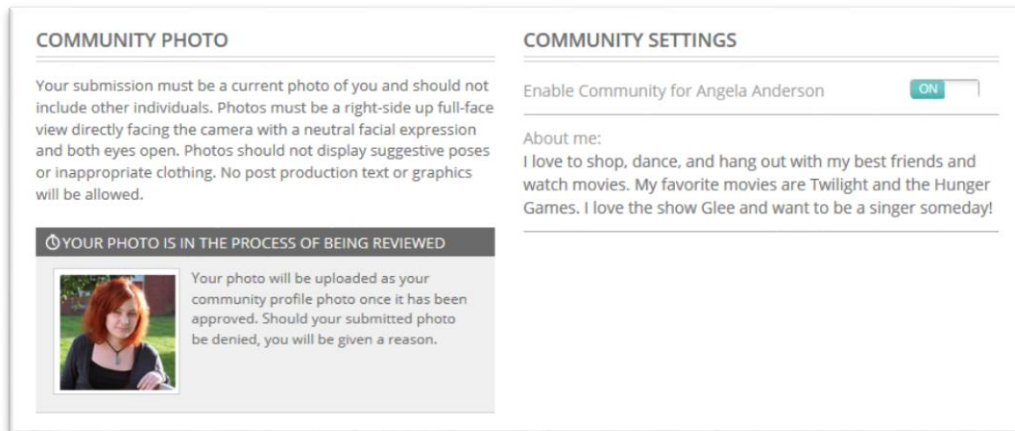 COMMUNITY PHOTO
Your submission must be a current photo of you and should not
include other individuals. Photos must be a right-side up full-face
view directly facing the camera with a neutral facial expression
and both eyes open. Photos should not display suggestive poses
or inappropriate clothing. No post production text or graphics
will be allowed.
YOUR PHOTO IS IN THE PROCESS OF BEING REVIEWED
Your photo will be uploaded as your
community profile photo once it has been
approved. Should your submitted photo
be denied, you will be given a reason.
COMMUNITY SETTINGS
Enable Community for Angela Anderson
ON
About me:
I love to shop, dance, and hang out with my best friends and
watch movies. My favorite movies are Twilight and the Hunger
Games. I love the show Glee and want to be a singer someday!